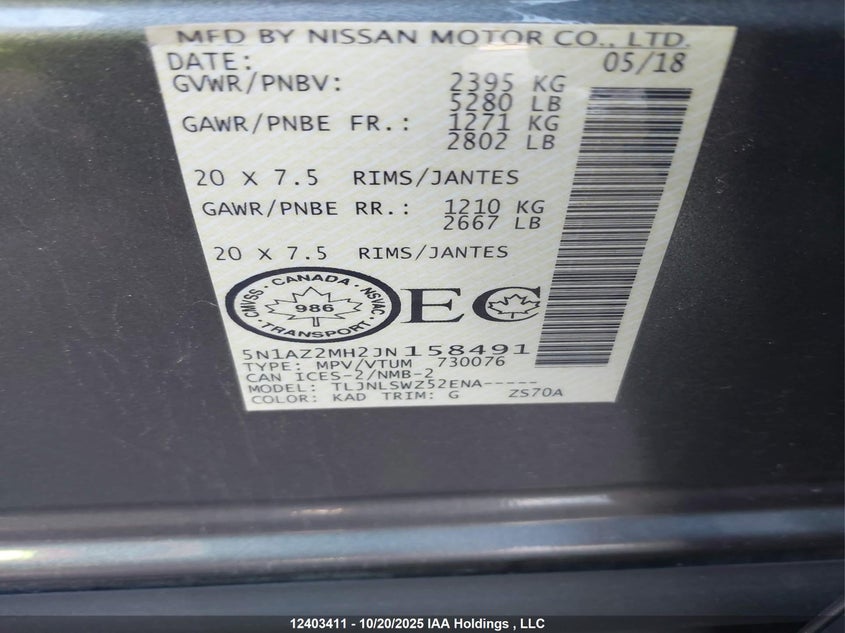 MFD BY NISSAN MOTOR CO., LTD.
DATE: 05/18
GVWR/PNBV: 2395 KG
5280 LB
GAWR/PNBE FR.: 1271 KG
2802 LB
20 X 7.5 RIMS/JANTES
GAWR/PNBE RR.: 1210 KG
2667 LB
20 X 7.5 RIMS/JANTES
CMVSS · CANADA · NSVAC
986
TRANSPORT
EC
5N1AZ2MH2JN158491
TYPE: MPV/VTUM 730076
CAN ICES-2/NMB-2
MODEL: TLJNLSWZ52ENA-----
COLOR: KAD TRIM: G ZS70A
12403411 - 10/20/2025 IAA Holdings , LLC